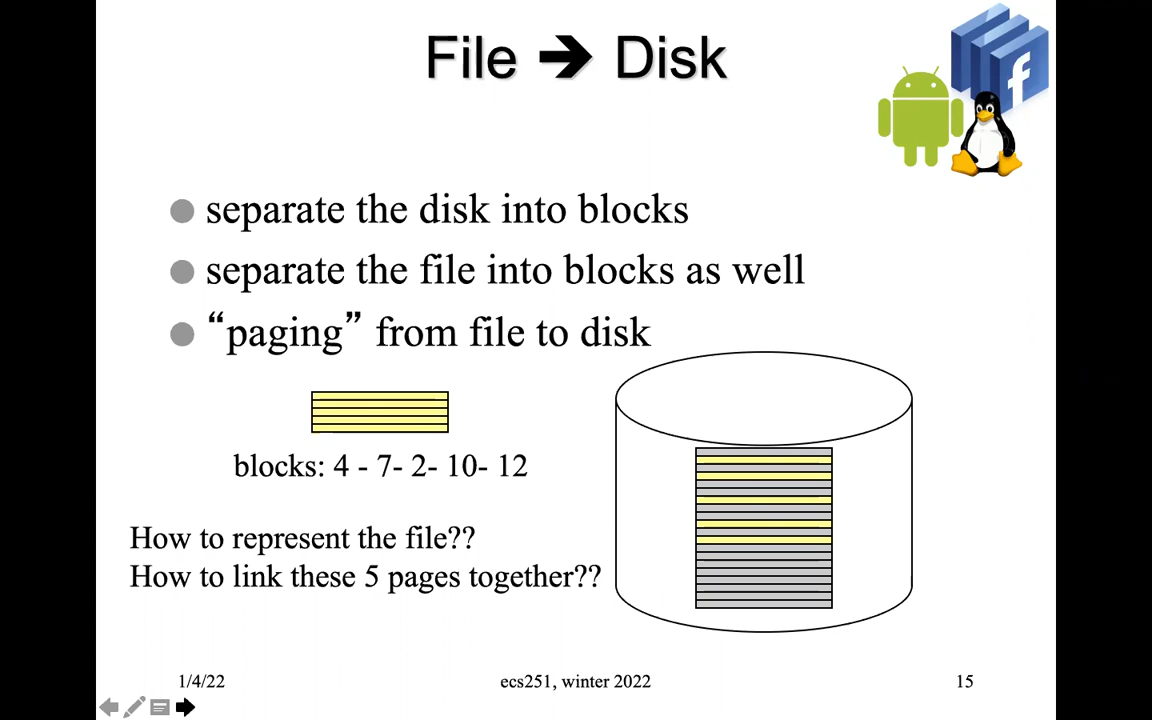 File ➔ Disk
f
separate the disk into blocks
separate the file into blocks as well
“paging” from file to disk
blocks: 4 - 7- 2- 10- 12
How to represent the file??
How to link these 5 pages together??
1/4/22
ecs251, winter 2022
15